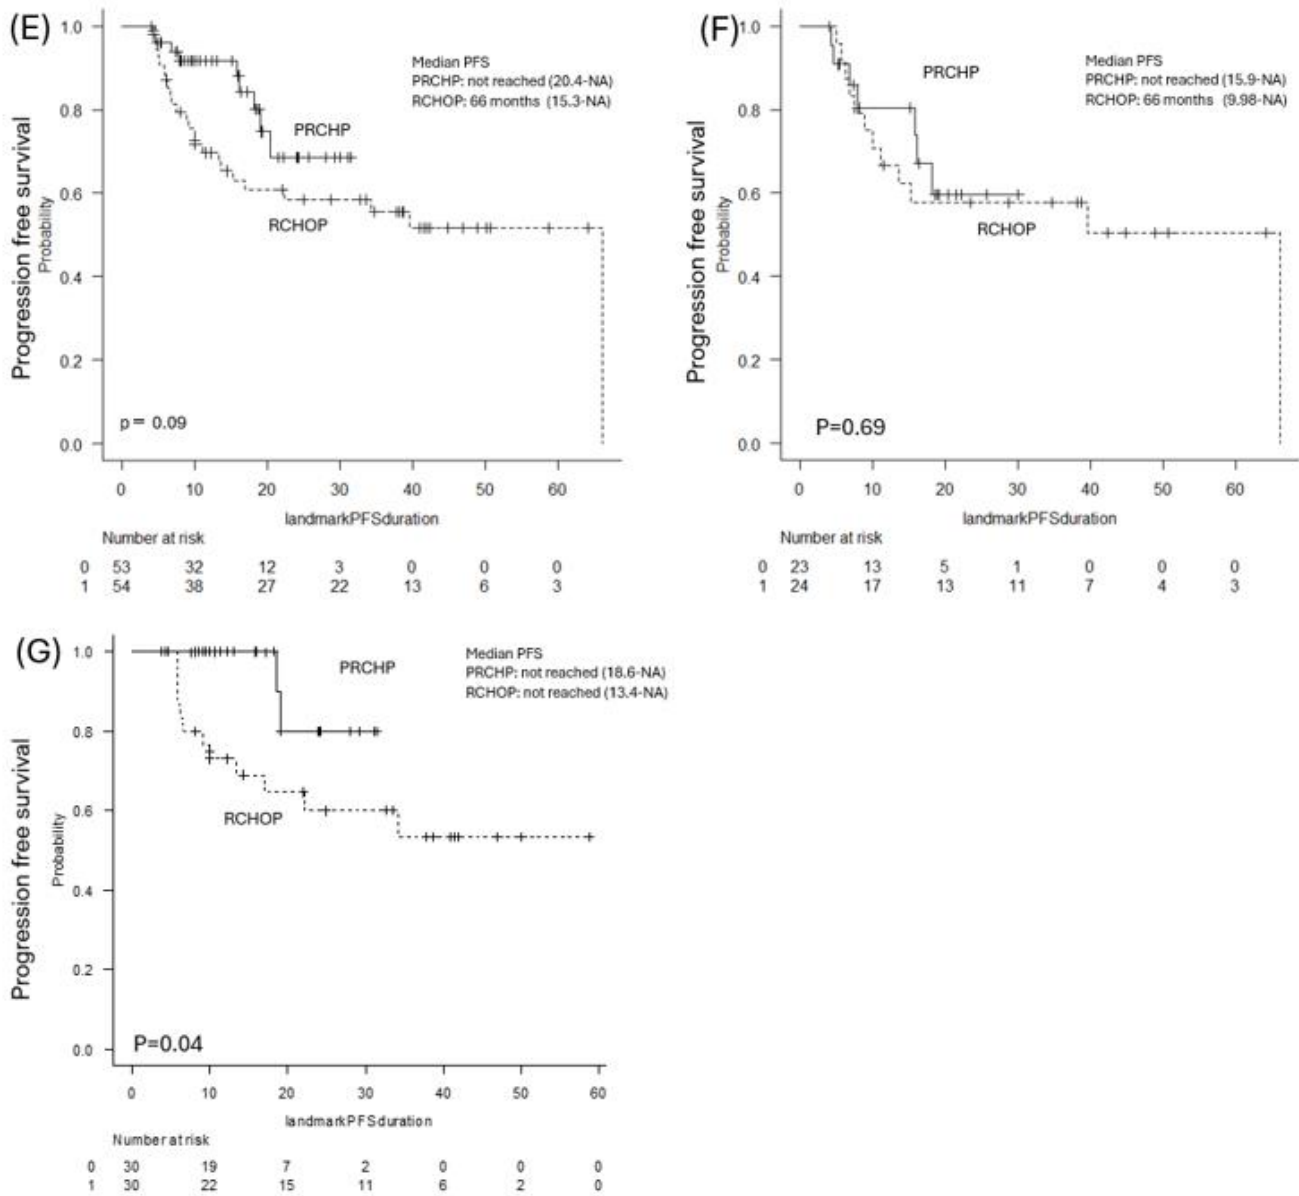 (E)
Progression free survival
Probability
1.0
0.8
0.6
0.4
0.2
0.0
Median PFS
PRCHP: not reached (20.4-NA)
RCHOP: 66 months (15.3-NA)
PRCHP
RCHOP
p = 0.09
0 10 20 30 40 50 60
landmarkPFSduration
Number at risk
0 53 32 12 3 0 0 0
1 54 38 27 22 13 6 3
(F)
Progression free survival
Probability
1.0
0.8
0.6
0.4
0.2
0.0
Median PFS
PRCHP: not reached (15.9-NA)
RCHOP: 66 months (9.98-NA)
PRCHP
RCHOP
P=0.69
0 10 20 30 40 50 60
landmarkPFSduration
Number at risk
0 23 13 5 1 0 0 0
1 24 17 13 11 7 4 3
(G)
Progression free survival
Probability
1.0
0.8
0.6
0.4
0.2
0.0
Median PFS
PRCHP: not reached (18.6-NA)
RCHOP: not reached (13.4-NA)
PRCHP
RCHOP
P=0.04
0 10 20 30 40 50 60
landmarkPFSduration
Number at risk
0 30 19 7 2 0 0 0
1 30 22 15 11 6 2 0